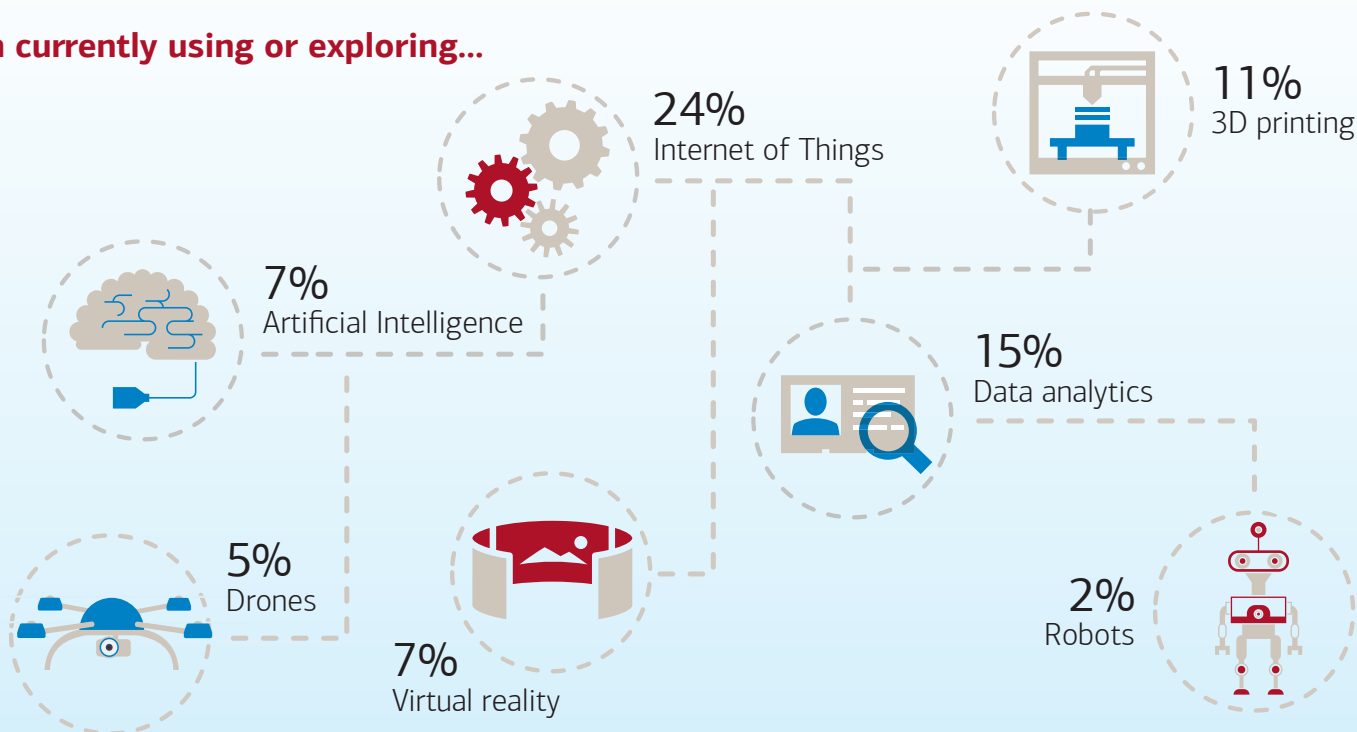 currently using or exploring...
24%
Internet of Things
11%
3D printing
7%
Artificial Intelligence
15%
Data analytics
5%
Drones
7%
Virtual reality
2%
Robots